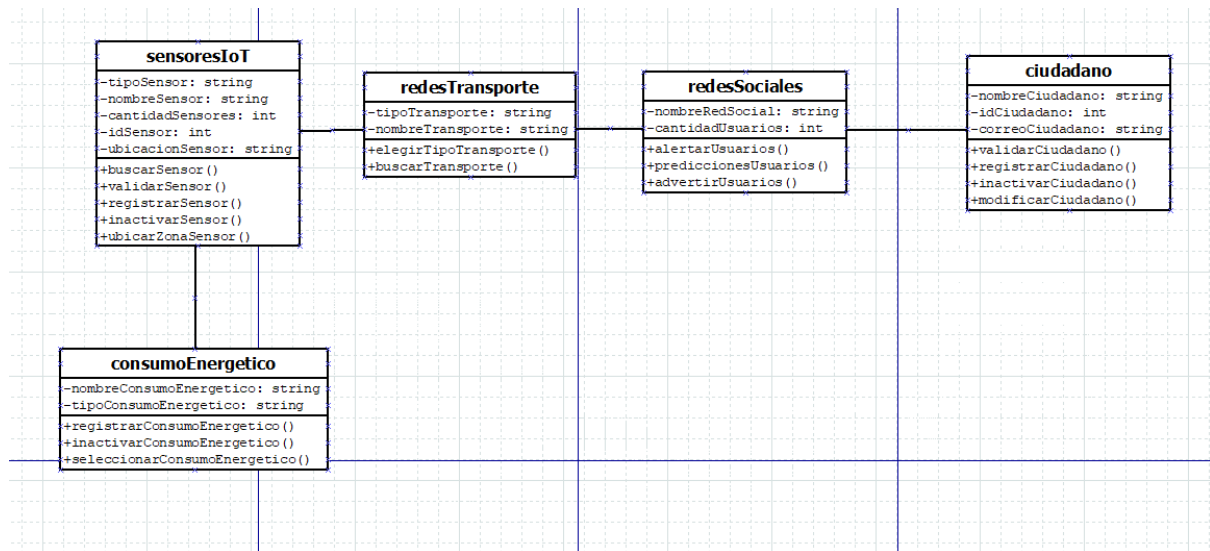 sensoresIoT
-tipoSensor: string
-nombreSensor: string
-cantidadSensores: int
-idSensor: int
-ubicacionSensor: string
+buscarSensor()
+validarSensor()
+registrarSensor()
+inactivarSensor()
+ubicarZonaSensor()
redesTransporte
-tipoTransporte: string
-nombreTransporte: string
+elegirTipoTransporte()
+buscarTransporte()
redesSociales
-nombreRedSocial: string
-cantidadUsuarios: int
+alertarUsuarios()
+prediccionesUsuarios()
+advertirUsuarios()
ciudadano
-nombreCiudadano: string
-idCiudadano: int
-correoCiudadano: string
+validarCiudadano()
+registrarCiudadano()
+inactivarCiudadano()
+modificarCiudadano()
consumoEnergetico
-nombreConsumoEnergetico: string
-tipoConsumoEnergetico: string
+registrarConsumoEnergetico()
+inactivarConsumoEnergetico()
+seleccionarConsumoEnergetico()